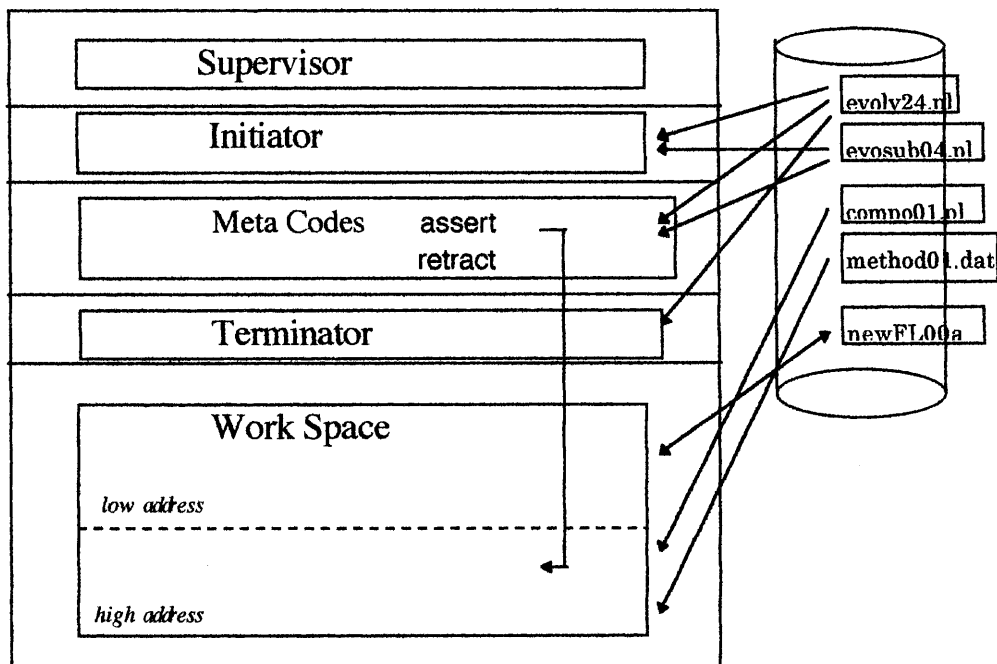 Supervisor
Initiator
Meta Codes assert
retract
Terminator
Work Space
low address
high address
evolv24.pl
evosub04.pl
compo01.pl
method01.dat
newFL00a